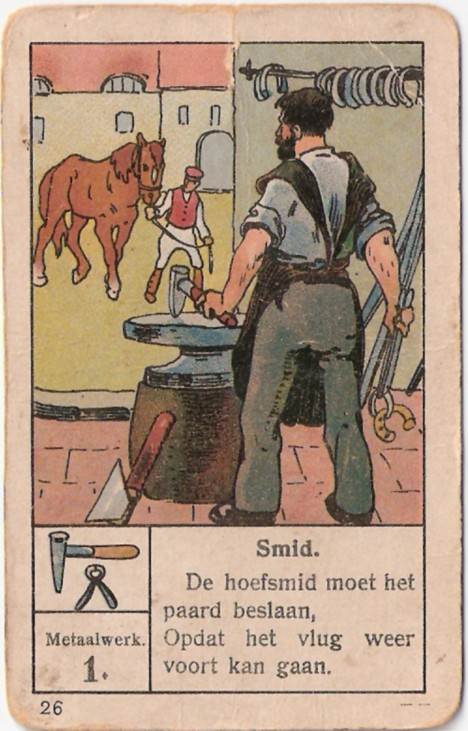 Smid.
De hoefsmid moet het
paard beslaan,
Opdat het vlug weer
voort kan gaan.
Metaalwerk.
1.
26